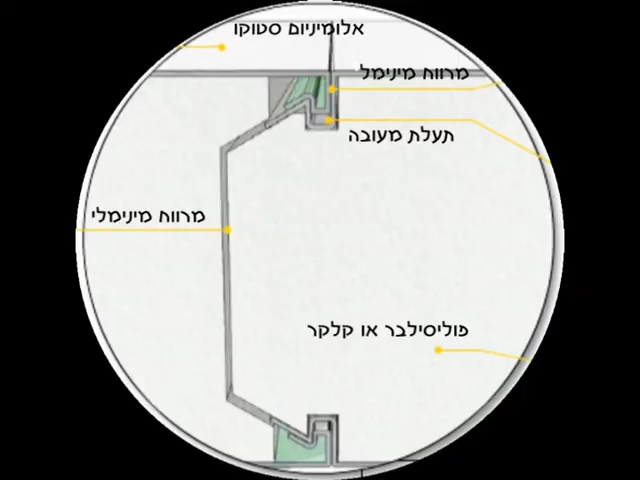 אלומיניום סטוקו
מרווח מינימל
תעלת מעובה
מרווח מינימלי
פוליסילבר או קלקר